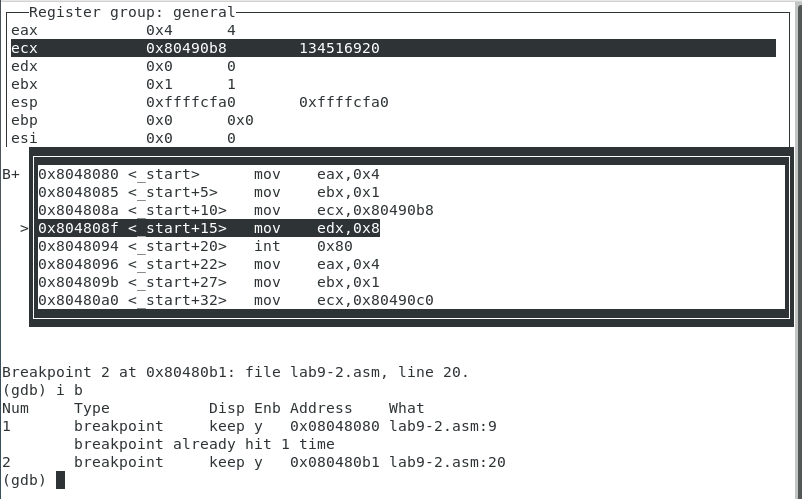 Register group: general
eax 0x4 4
ecx 0x80490b8 134516920
edx 0x0 0
ebx 0x1 1
esp 0xffffcfa0 0xffffcfa0
ebp 0x0 0x0
esi 0x0 0
B+ 0x8048080 <_start> mov eax,0x4
0x8048085 <_start+5> mov ebx,0x1
0x804808a <_start+10> mov ecx,0x80490b8
> 0x804808f <_start+15> mov edx,0x8
0x8048094 <_start+20> int 0x80
0x8048096 <_start+22> mov eax,0x4
0x804809b <_start+27> mov ebx,0x1
0x80480a0 <_start+32> mov ecx,0x80490c0
Breakpoint 2 at 0x80480b1: file lab9-2.asm, line 20.
(gdb) i b
Num Type Disp Enb Address What
1 breakpoint keep y 0x08048080 lab9-2.asm:9
breakpoint already hit 1 time
2 breakpoint keep y 0x080480b1 lab9-2.asm:20
(gdb)